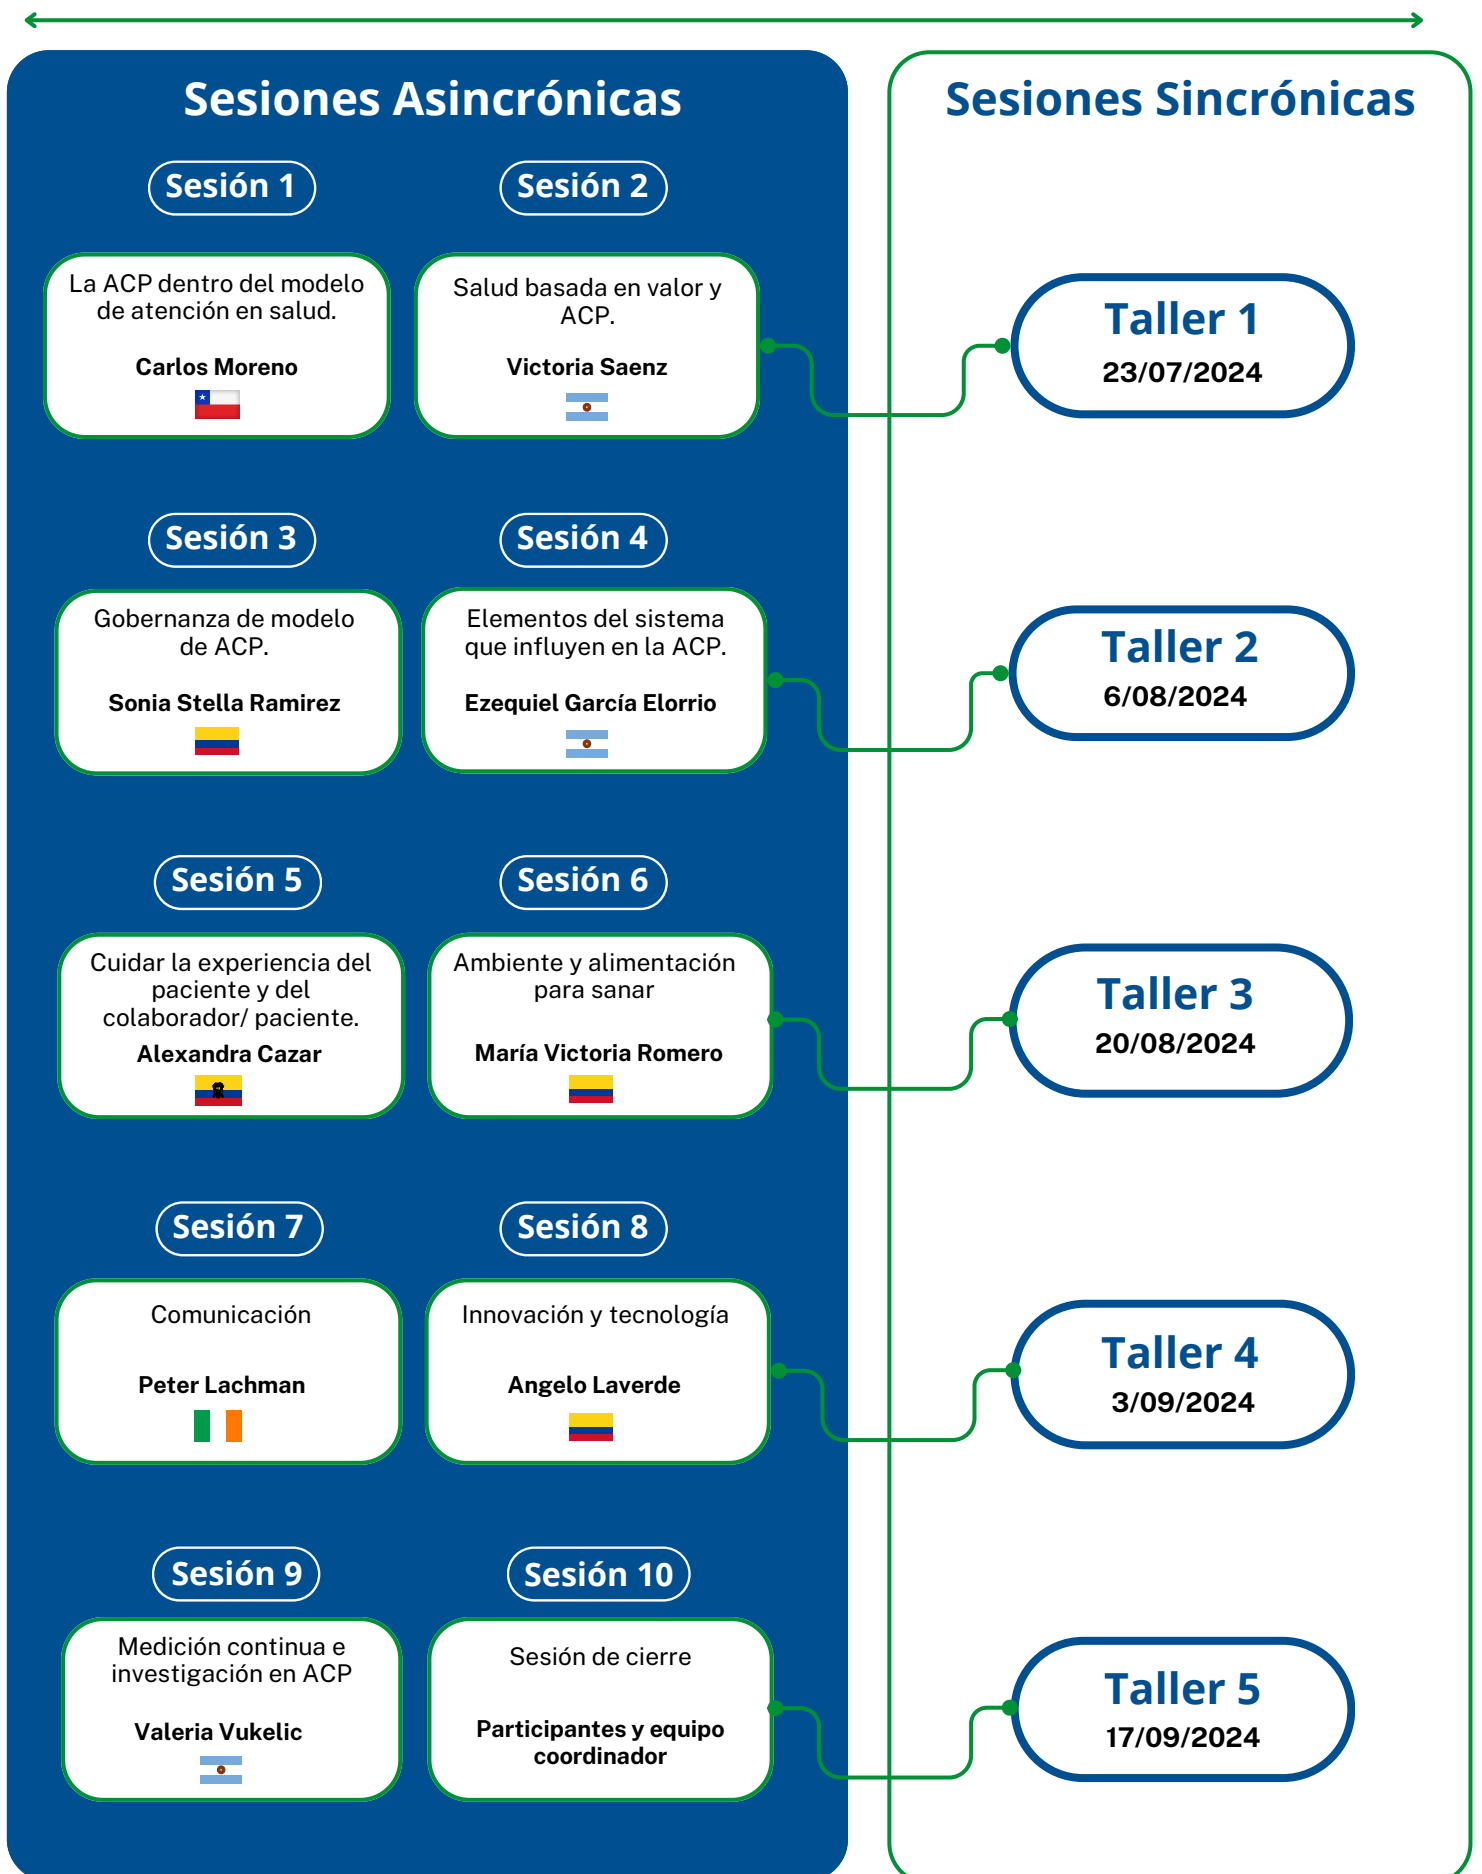 Sesiones Asincrónicas
Sesiones Sincrónicas
Sesión 1
Sesión 2
La ACP dentro del modelo
de atención en salud.
Carlos Moreno
Salud basada en valor y
ACP.
Victoria Saenz
Taller 1
23/07/2024
Sesión 3
Sesión 4
Gobernanza de modelo
de ACP.
Sonia Stella Ramirez
Elementos del sistema
que influyen en la ACP.
Ezequiel García Elorrio
Taller 2
6/08/2024
Sesión 5
Sesión 6
Cuidar la experiencia del
paciente y del
colaborador/ paciente.
Alexandra Cazar
Ambiente y alimentación
para sanar
María Victoria Romero
Taller 3
20/08/2024
Sesión 7
Sesión 8
Comunicación
Peter Lachman
Innovación y tecnología
Angelo Laverde
Taller 4
3/09/2024
Sesión 9
Sesión 10
Medición continua e
investigación en ACP
Valeria Vukelic
Sesión de cierre
Participantes y equipo
coordinador
Taller 5
17/09/2024